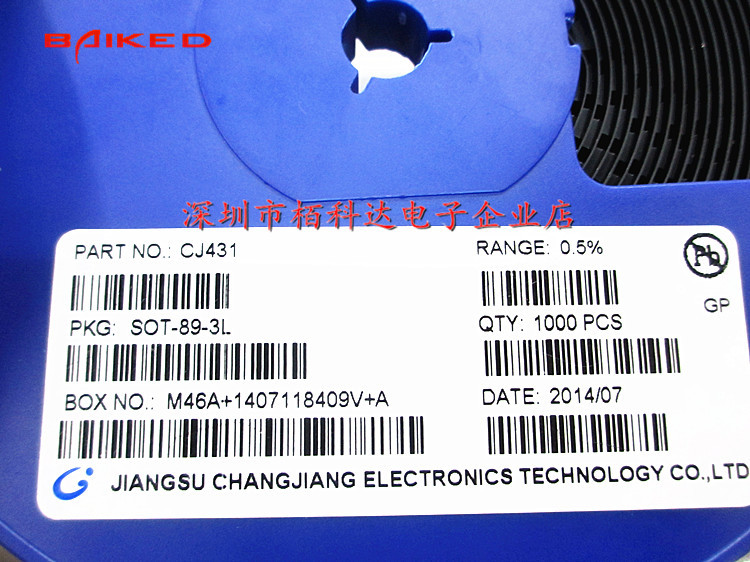 BAIKED
深圳市栢科达电子企业店
PART NO.: CJ431
RANGE: 0.5%
Pb
GP
PKG: SOT-89-3L
QTY: 1000 PCS
BOX NO.: M46A+1407118409V+A
DATE: 2014/07
JIANGSU CHANGJIANG ELECTRONICS TECHNOLOGY CO.,LTD